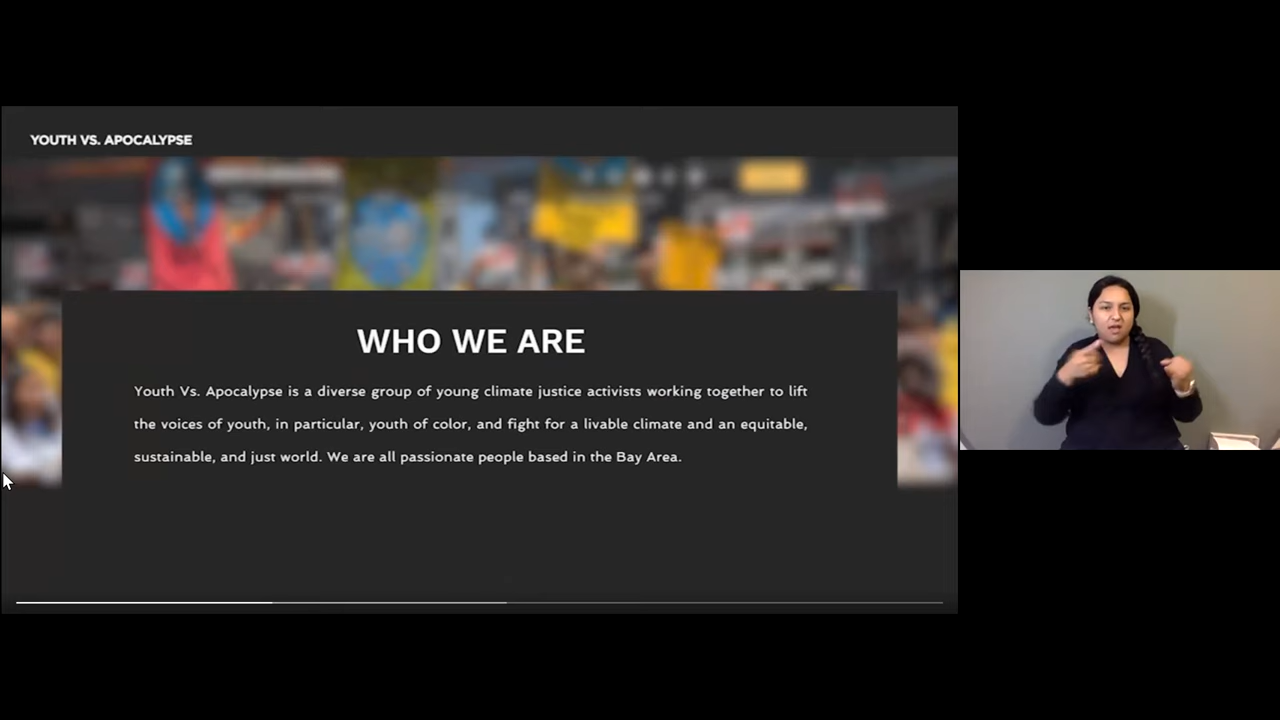 YOUTH VS. APOCALYPSE
WHO WE ARE
Youth Vs. Apocalypse is a diverse group of young climate justice activists working together to lift
the voices of youth, in particular, youth of color, and fight for a livable climate and an equitable,
sustainable, and just world. We are all passionate people based in the Bay Area.